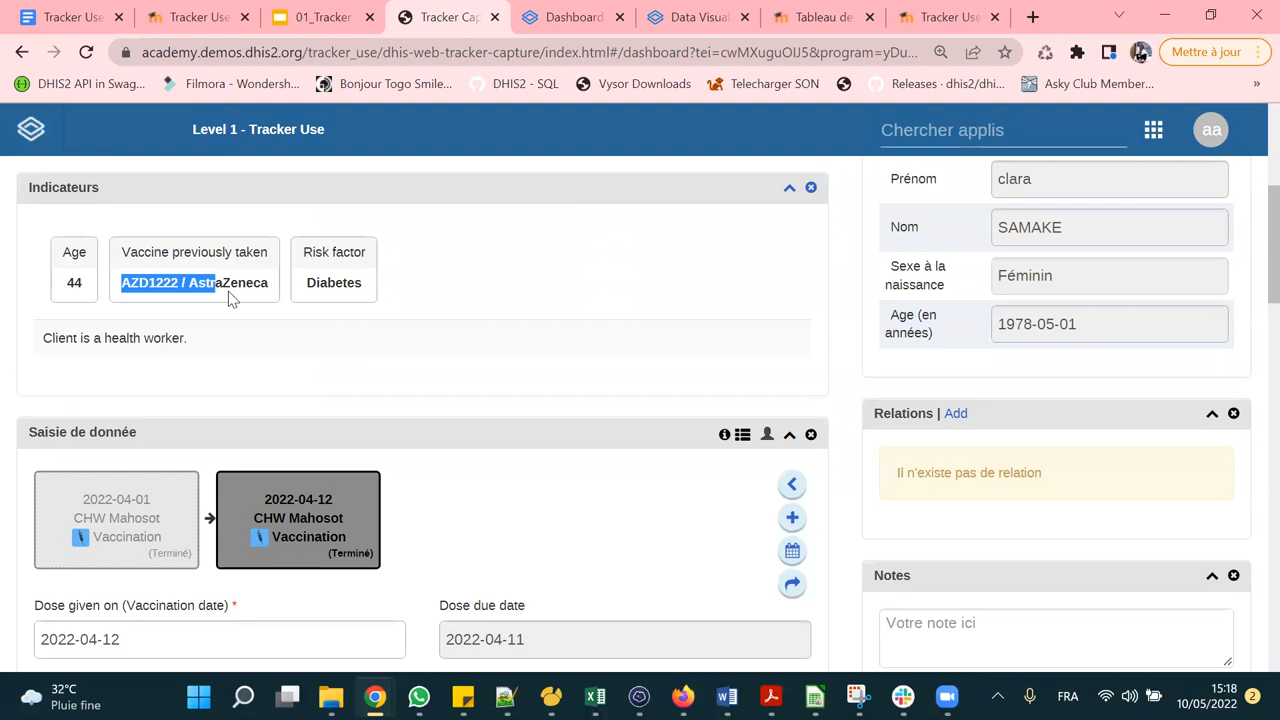 Tracker Use
Tracker Use
01_Tracker
Tracker Cap
Dashboard
Data Visual
Tableau de
Tracker Use
academy.demos.dhis2.org/tracker_use/dhis-web-tracker-capture/index.html#/dashboard?tei=cwMXuguOIJ5&program=yDu...
Mettre à jour
DHIS2 API in Swag...
Filmora - Wondersh...
Bonjour Togo Smile...
DHIS2 - SQL
Vysor Downloads
Telecharger SON
Releases · dhis2/dhi...
Asky Club Member...
»
Level 1 - Tracker Use
Chercher applis
aa
Indicateurs
Age
Vaccine previously taken
Risk factor
44
AZD1222 / AstraZeneca
Diabetes
Client is a health worker.
Saisie de donnée
2022-04-01
CHW Mahosot
Vaccination
(Terminé)
2022-04-12
CHW Mahosot
Vaccination
(Terminé)
Dose given on (Vaccination date) *
Dose due date
2022-04-12
2022-04-11
Prénom
clara
Nom
SAMAKE
Sexe à la
naissance
Féminin
Age (en
années)
1978-05-01
Relations | Add
Il n'existe pas de relation
Notes
Votre note ici
32°C
Pluie fine
FRA
15:18
10/05/2022
2